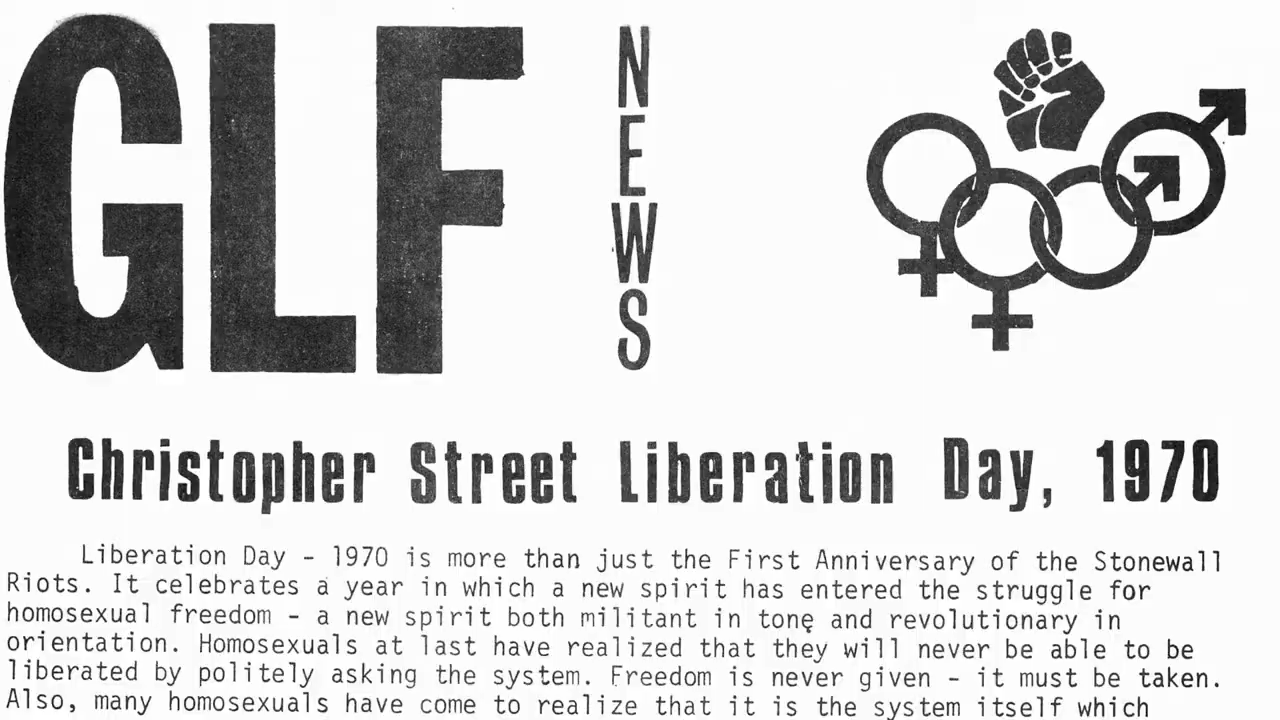 GLF NEWS
Christopher Street Liberation Day, 1970
Liberation Day - 1970 is more than just the First Anniversary of the Stonewall
Riots. It celebrates a year in which a new spirit has entered the struggle for
homosexual freedom - a new spirit both militant in tone and revolutionary in
orientation. Homosexuals at last have realized that they will never be able to be
liberated by politely asking the system. Freedom is never given - it must be taken.
Also, many homosexuals have come to realize that it is the system itself which